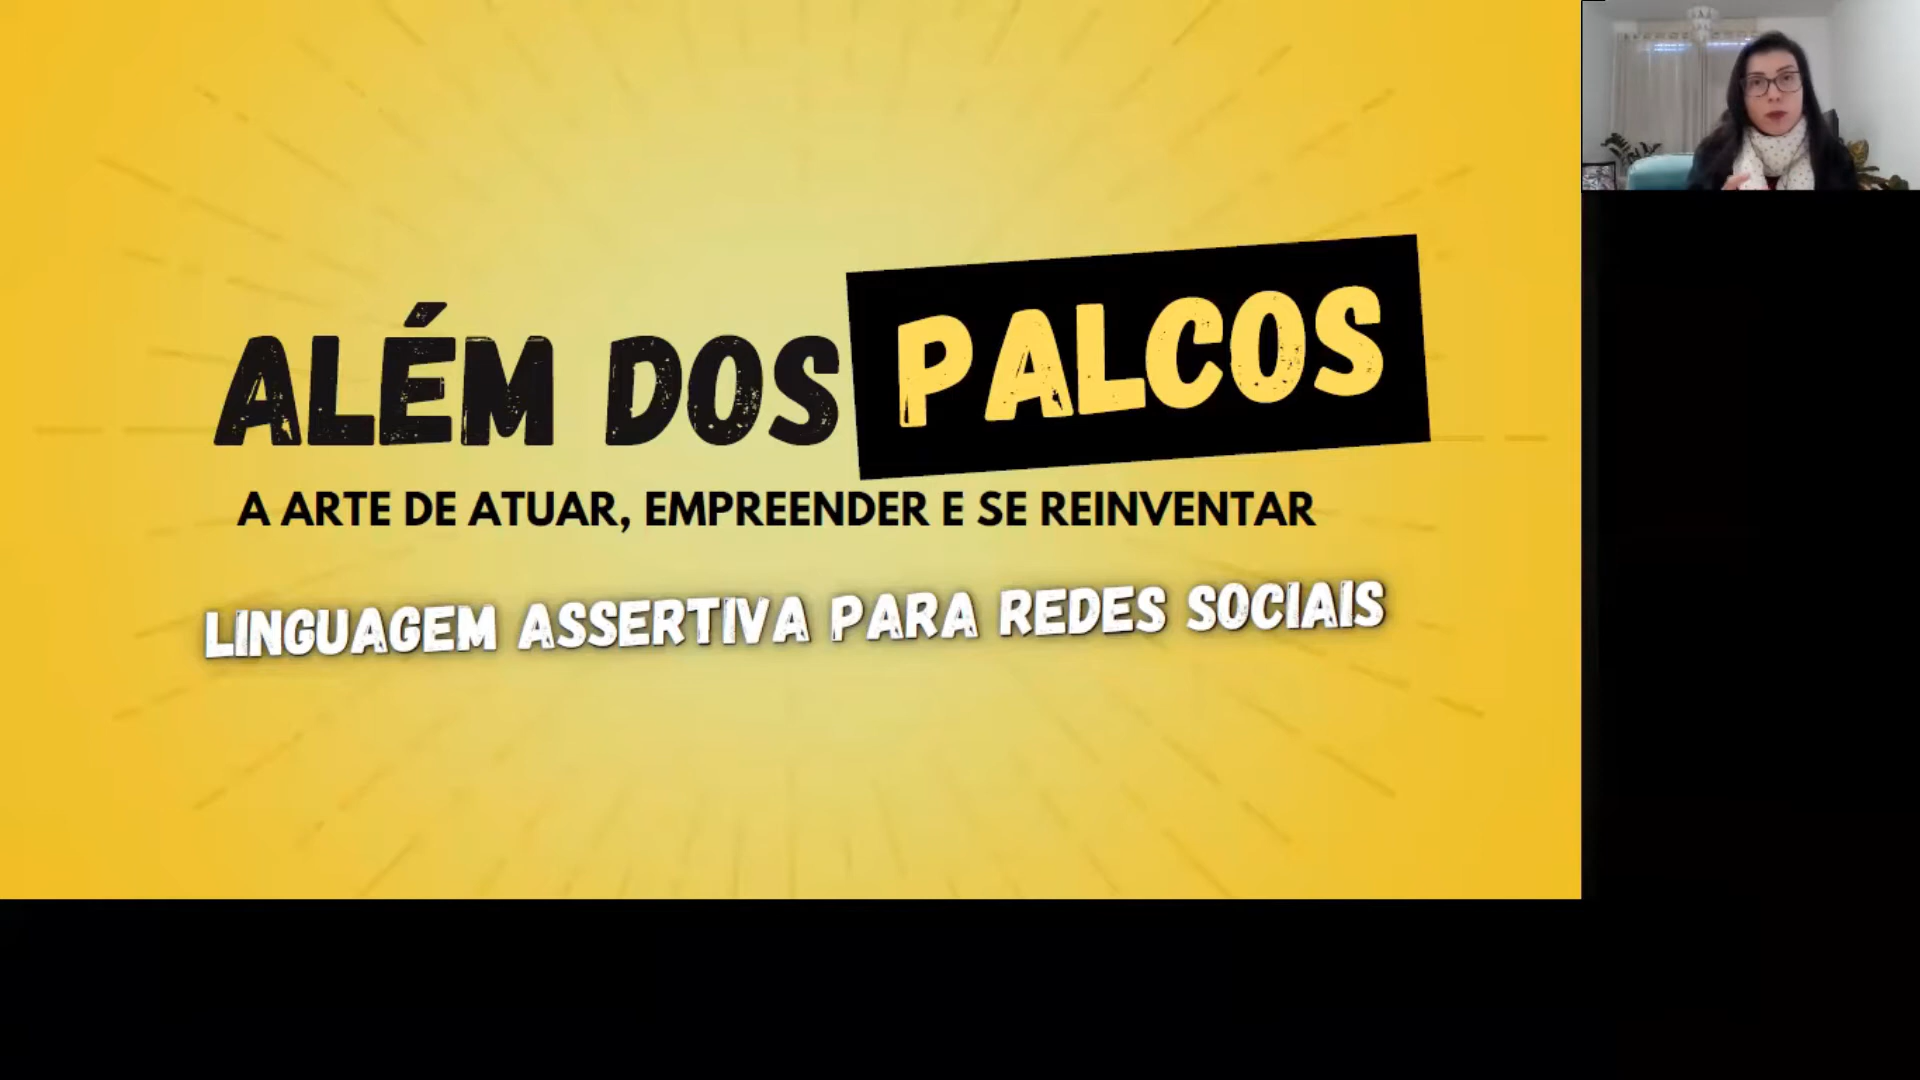 ALÉM DOS PALCOS
A ARTE DE ATUAR, EMPREENDER E SE REINVENTAR
LINGUAGEM ASSERTIVA PARA REDES SOCIAIS